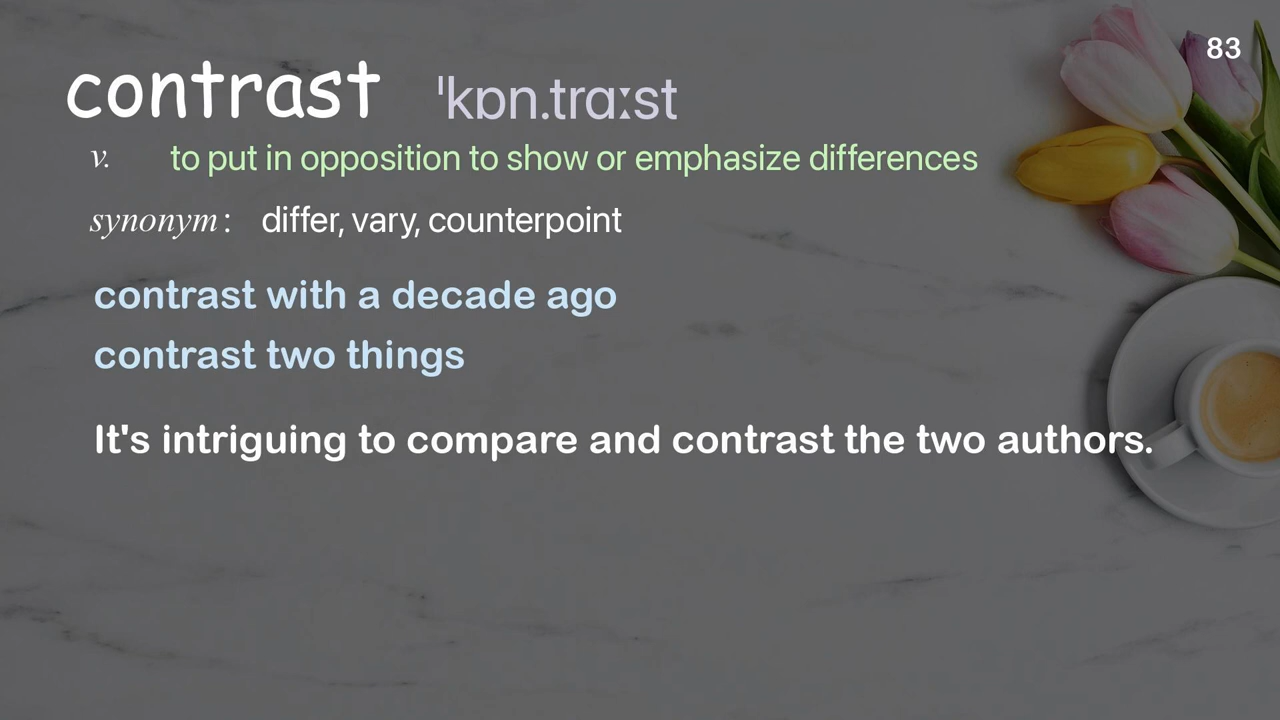 83
contrast ˈkɒn.trɑːst
v. to put in opposition to show or emphasize differences
synonym: differ, vary, counterpoint
contrast with a decade ago
contrast two things
It's intriguing to compare and contrast the two authors.